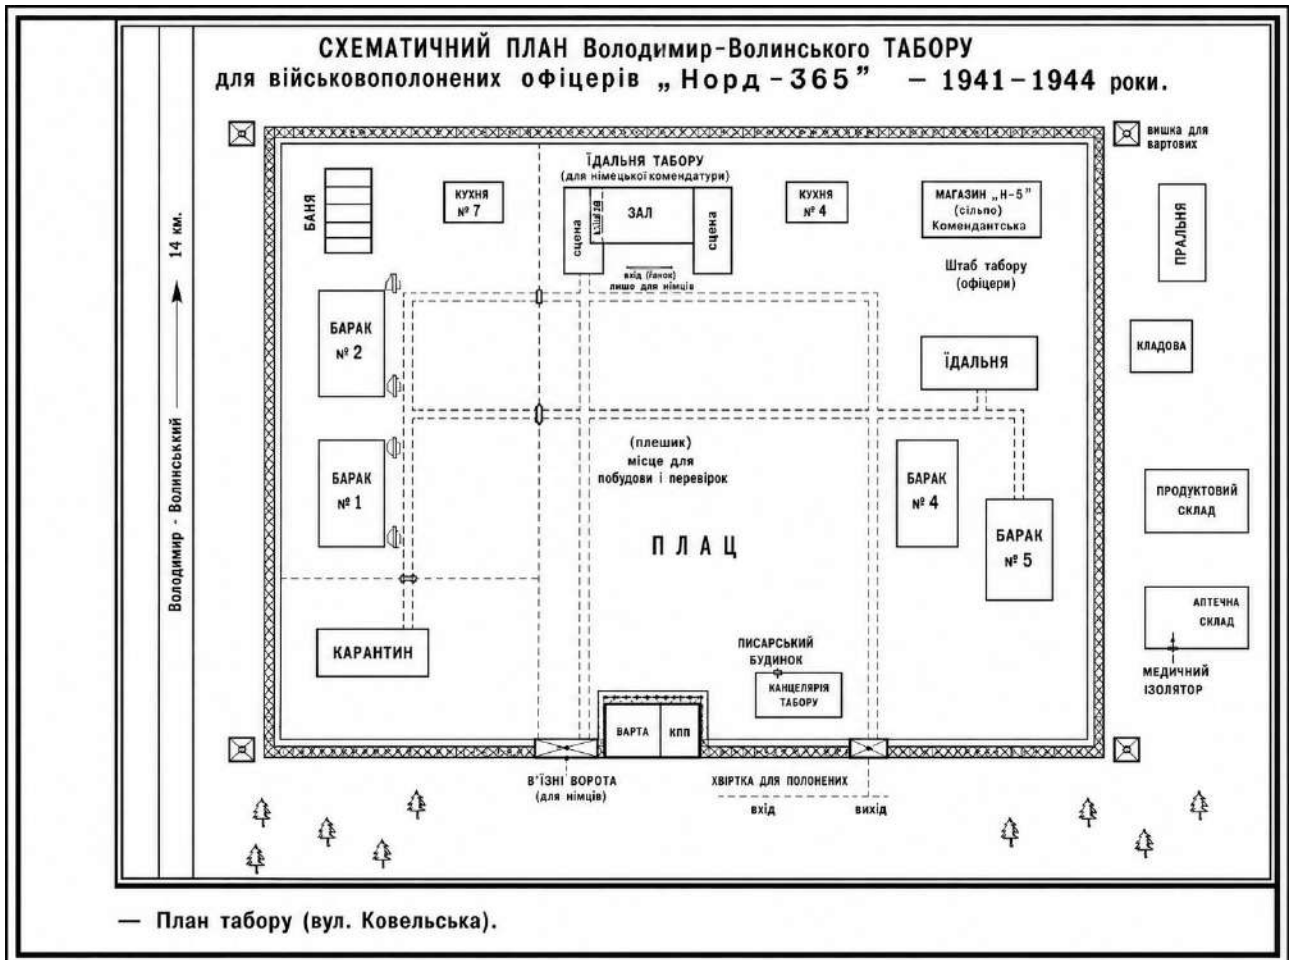 СХЕМАТИЧНИЙ ПЛАН Володимир-Волинського ТАБОРУ
для військовополонених офіцерів „Норд-365” – 1941-1944 роки.
вишка для
вартових
ЇДАЛЬНЯ ТАБОРУ
(для німецької комендатури)
БАНЯ
КУХНЯ
№ 7
сцена
ЗАЛ
сцена
КУХНЯ
№ 4
МАГАЗИН „Н-5”
(сільпо)
Комендантська
ПРАЛЬНЯ
14 км.
Володимир - Волинськкий
вхід
лише для німців
Штаб табору
(офіцери)
БАРАК
№ 2
ЇДАЛЬНЯ
КЛАДОВА
(плешик)
місце для
побудови і перевірок
БАРАК
№ 1
БАРАК
№ 4
ПРОДУКТОВИЙ
СКЛАД
ПЛАЦ
БАРАК
№ 5
АПТЕЧНА
СКЛАД
МЕДИЧНИЙ
ІЗОЛЯТОР
КАРАНТИН
ПИСАРСЬКИЙ
БУДИНОК
КАНЦЕЛЯРІЯ
ТАБОРУ
ВАРТА
КПП
В'ЇЗНІ ВОРОТА
(для німців)
ХВІРТКА ДЛЯ ПОЛОНЕНИХ
вхід
вихід
— План табору (вул. Ковельська).